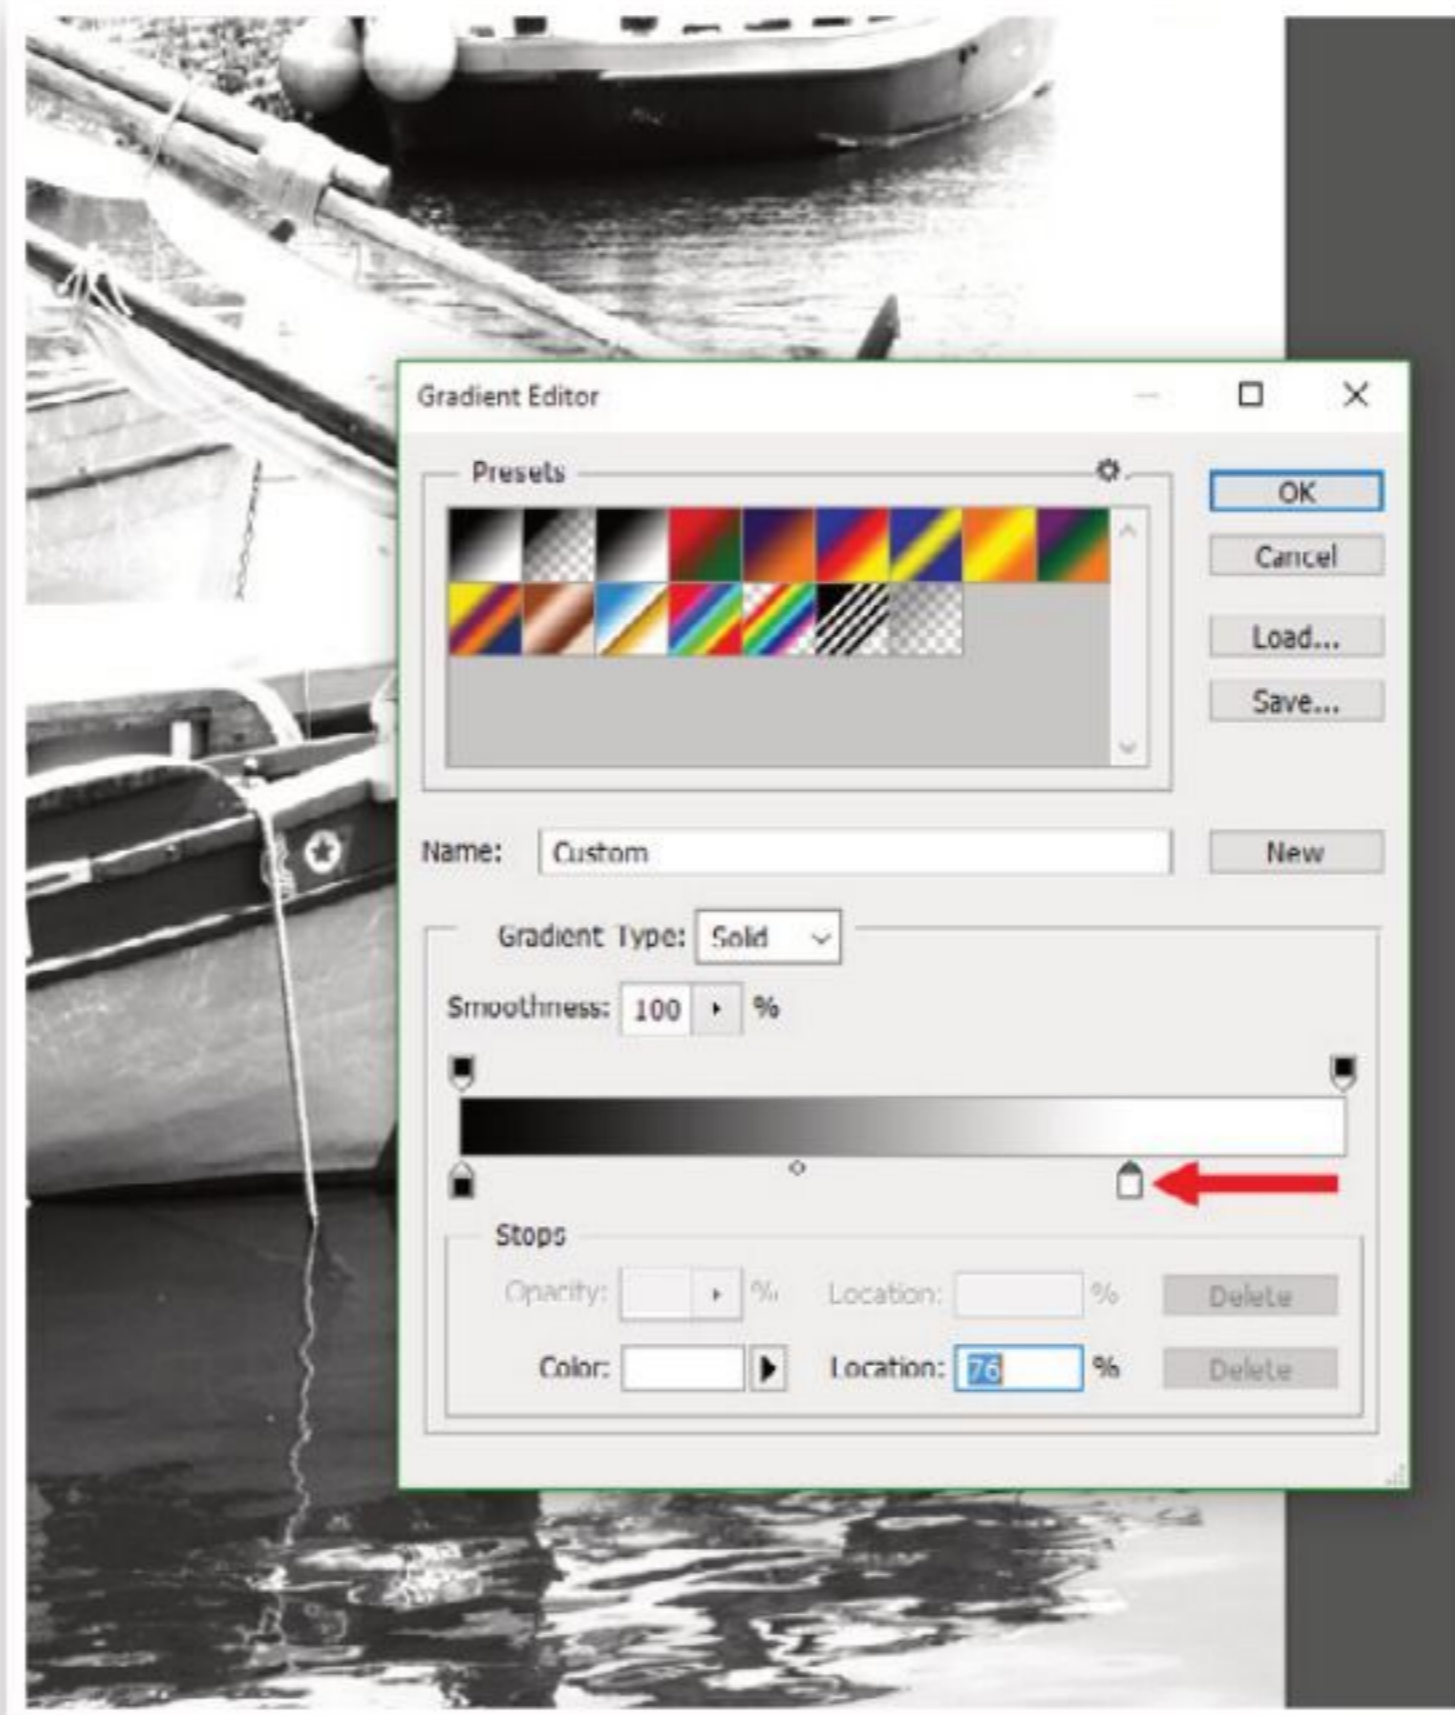 Gradient Editor
Presets
OK
Cancel
Load...
Save...
Name: Custom
New
Gradient Type: Solid
Smoothness: 100 %
Stops
Opacity: % Location: % Delete
Color: Location: 76 % Delete